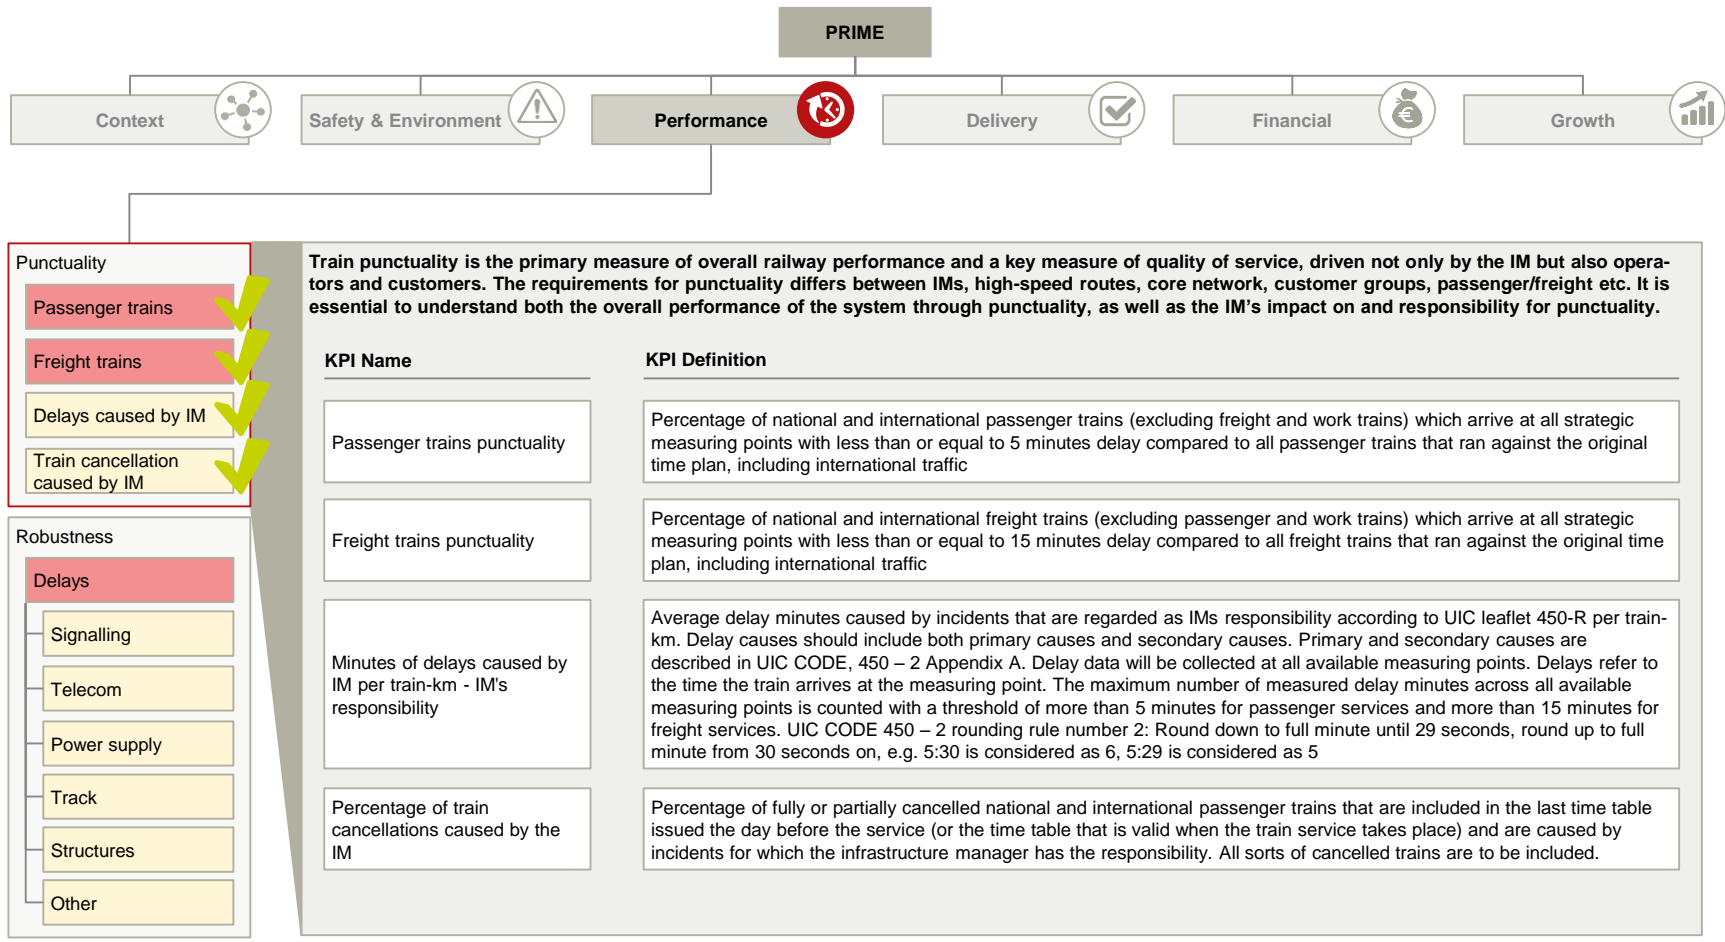 PRIME
Context
Safety & Environment
Performance
Delivery
Financial
Growth
Punctuality
Passenger trains
Freight trains
Delays caused by IM
Train cancellation
caused by IM
Robustness
Delays
Signalling
Telecom
Power supply
Track
Structures
Other
Train punctuality is the primary measure of overall railway performance and a key measure of quality of service, driven not only by the IM but also opera-
tors and customers. The requirements for punctuality differs between IMs, high-speed routes, core network, customer groups, passenger/freight etc. It is
essential to understand both the overall performance of the system through punctuality, as well as the IM's impact on and responsibility for punctuality.
KPI Name
KPI Definition
Passenger trains punctuality
Percentage of national and international passenger trains (excluding freight and work trains) which arrive at all strategic
measuring points with less than or equal to 5 minutes delay compared to all passenger trains that ran against the original
time plan, including international traffic
Freight trains punctuality
Percentage of national and international freight trains (excluding passenger and work trains) which arrive at all strategic
measuring points with less than or equal to 15 minutes delay compared to all freight trains that ran against the original time
plan, including international traffic
Minutes of delays caused by
IM per train-km - IM's
responsibility
Average delay minutes caused by incidents that are regarded as IMs responsibility according to UIC leaflet 450-R per train-
km. Delay causes should include both primary causes and secondary causes. Primary and secondary causes are
described in UIC CODE, 450 – 2 Appendix A. Delay data will be collected at all available measuring points. Delays refer to
the time the train arrives at the measuring point. The maximum number of measured delay minutes across all available
measuring points is counted with a threshold of more than 5 minutes for passenger services and more than 15 minutes for
freight services. UIC CODE 450 – 2 rounding rule number 2: Round down to full minute until 29 seconds, round up to full
minute from 30 seconds on, e.g. 5:30 is considered as 6, 5:29 is considered as 5
Percentage of train
cancellations caused by the
IM
Percentage of fully or partially cancelled national and international passenger trains that are included in the last time table
issued the day before the service (or the time table that is valid when the train service takes place) and are caused by
incidents for which the infrastructure manager has the responsibility. All sorts of cancelled trains are to be included.